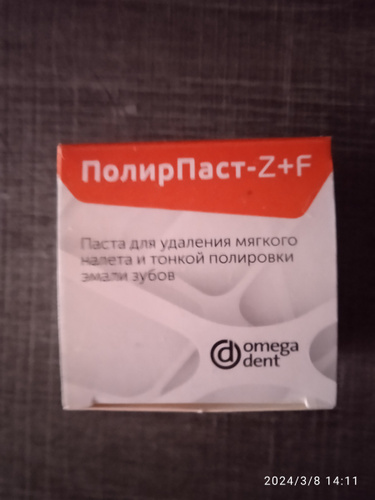 ПолирПаст-Z+F
Паста для удаления мягкого
налета и тонкой полировки
эмали зубов
omega
dent
2024/3/8 14:11